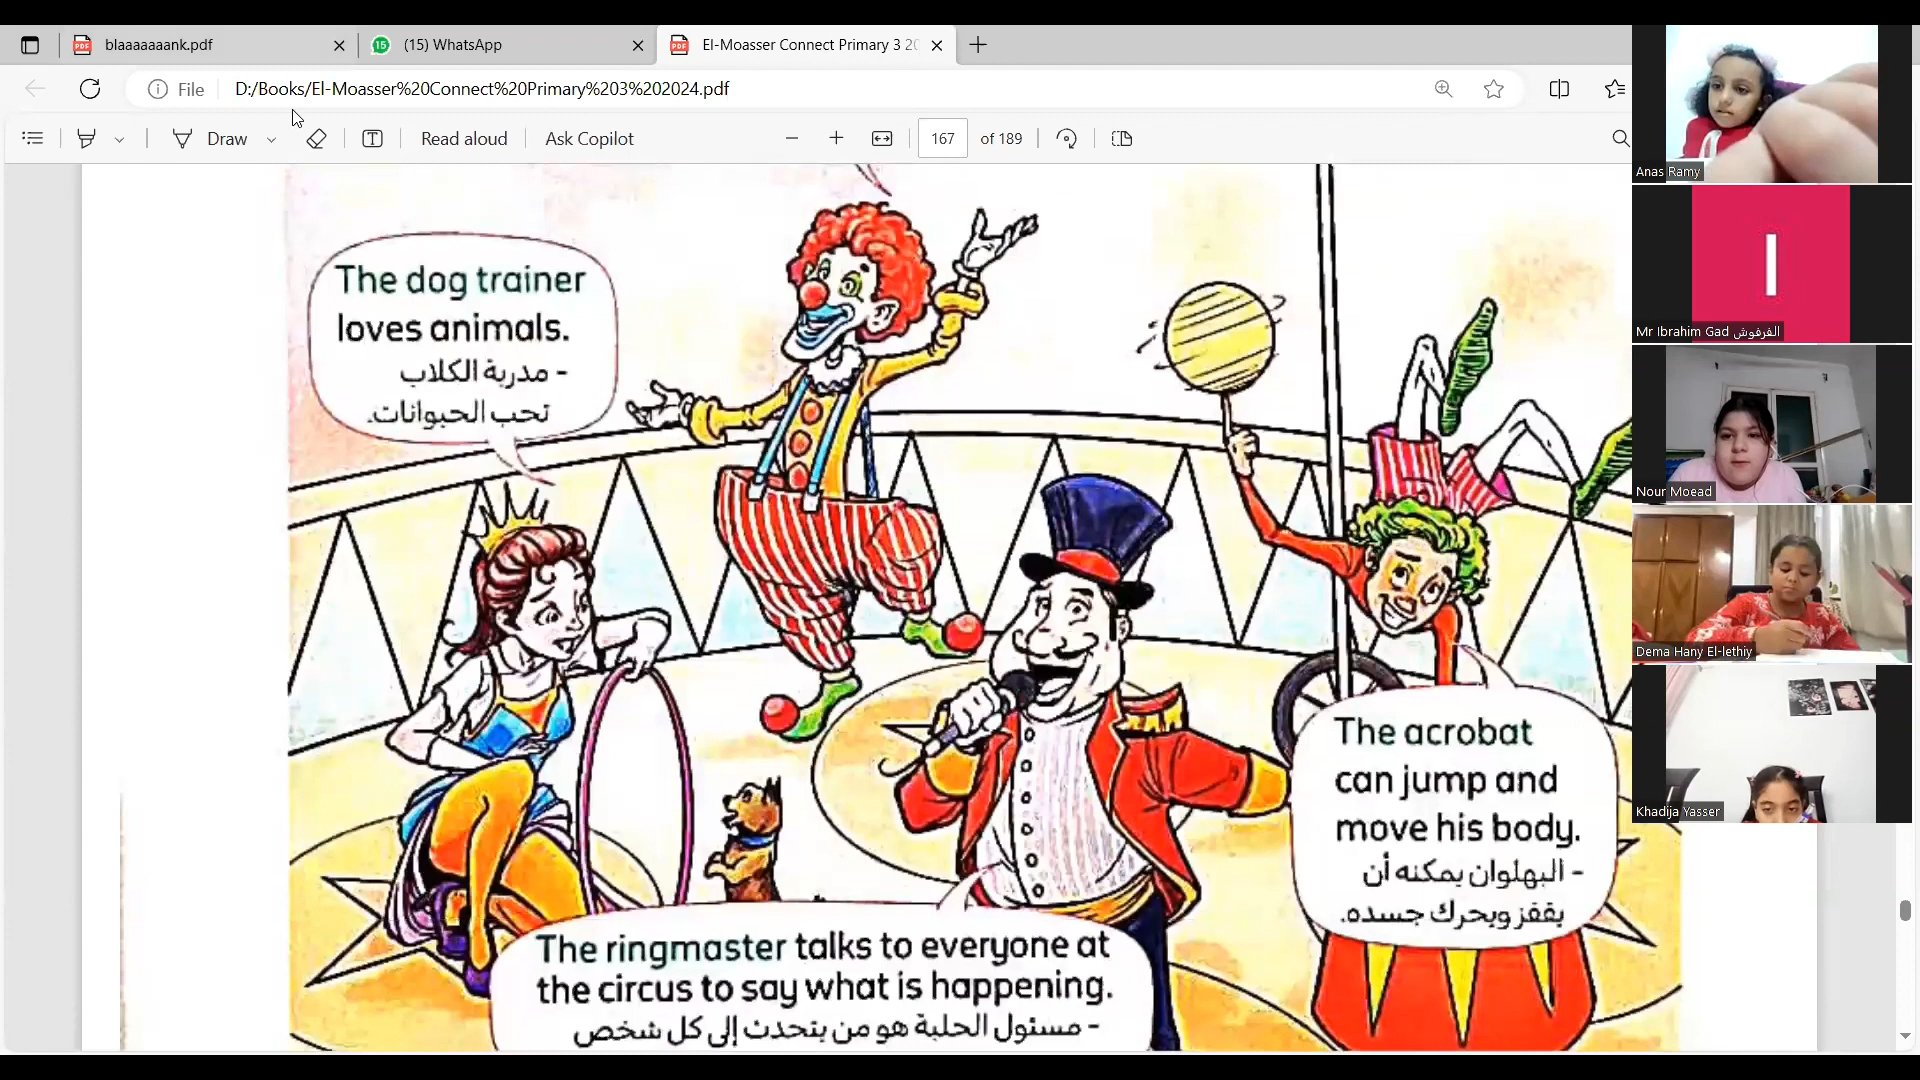 blaaaaaaank.pdf
(15) WhatsApp
El-Moasser Connect Primary 3 20
File
D:/Books/El-Moasser%20Connect%20Primary%203%202024.pdf
Draw
Read aloud
Ask Copilot
167 of 189
The dog trainer
loves animals.
- مدربة الكلاب
تحب الحيوانات.
The acrobat
can jump and
move his body.
- البهلوان يمكنه أن
يقفز ويحرك جسده.
The ringmaster talks to everyone at
the circus to say what is happening.
- مسئول الحلبة هو من يتحدث إلى كل شخص
Anas Ramy
I
Mr Ibrahim Gad الفرفوش
Nour Moead
Dema Hany El-lethiy
Khadija Yasser